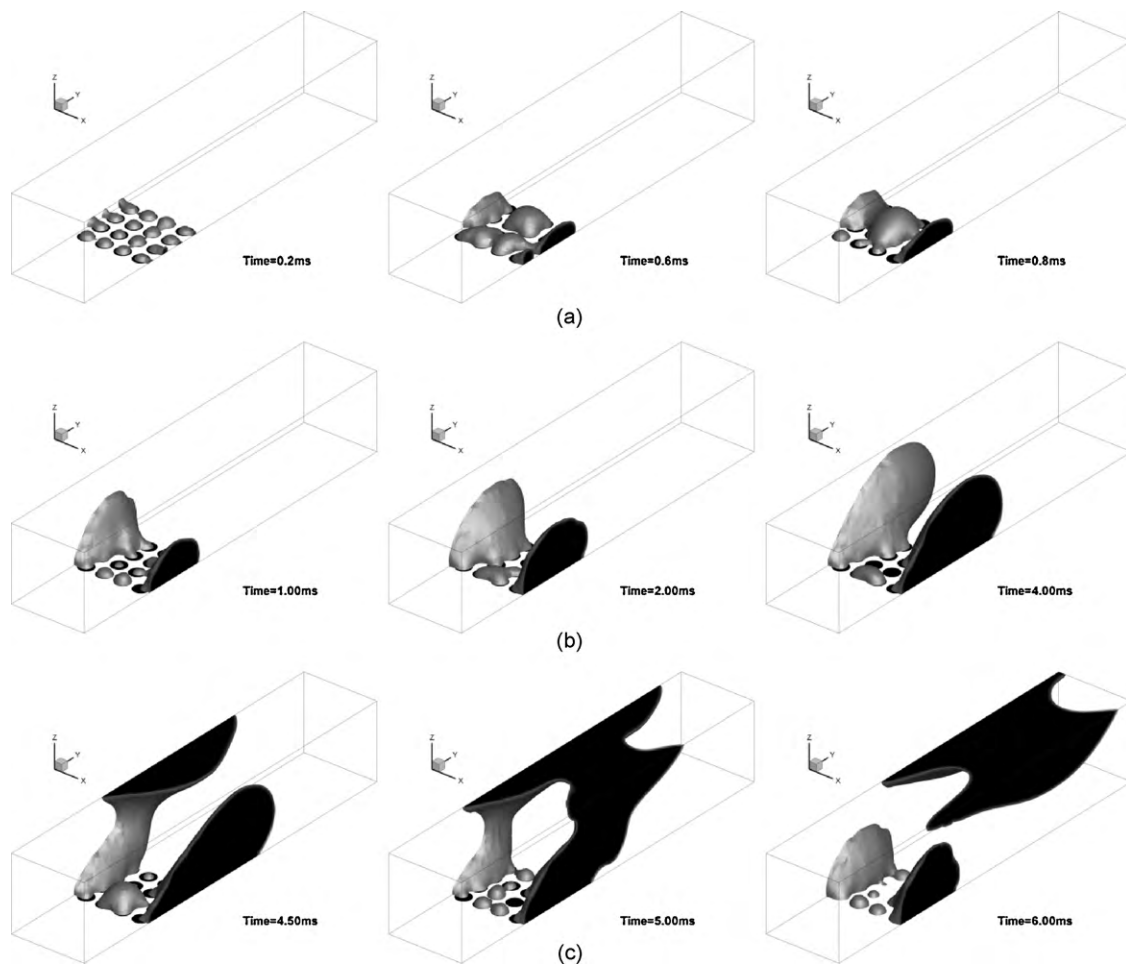 Z Y X Z Y X Z Y X
Time=0.2ms Time=0.6ms Time=0.8ms
(a)
Z Y X Z Y X Z Y X
Time=1.00ms Time=2.00ms Time=4.00ms
(b)
Z Y X Z Y X Z Y X
Time=4.50ms Time=5.00ms Time=6.00ms
(c)